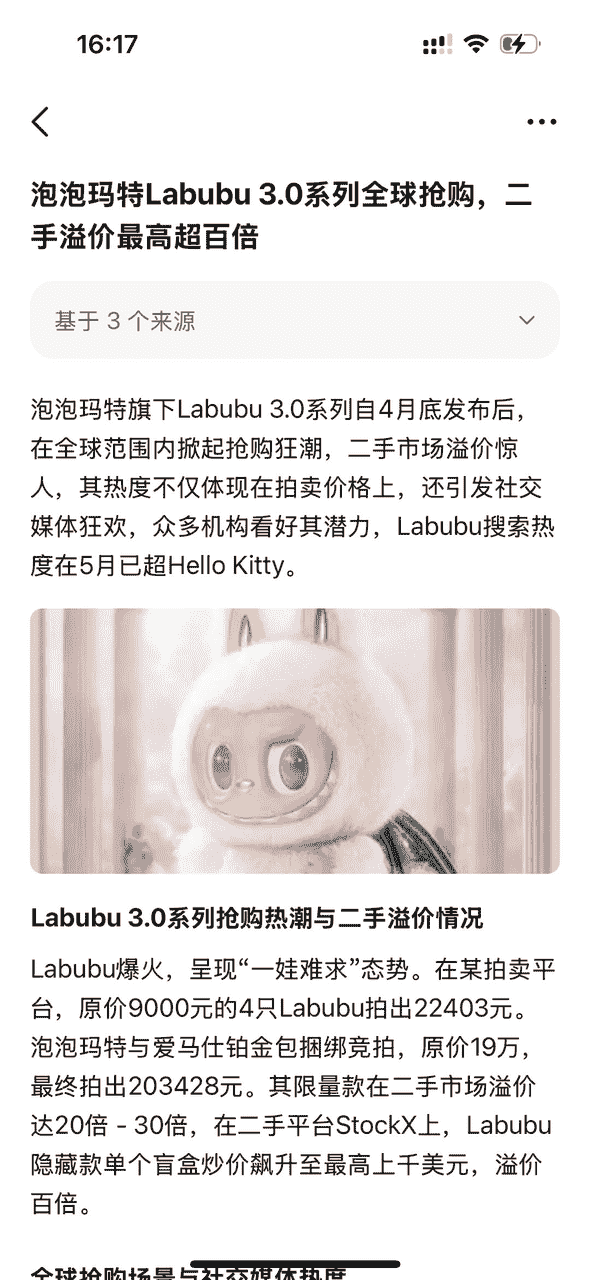 16:17
泡泡玛特Labubu 3.0系列全球抢购，二
手溢价最高超百倍
基于 3 个来源
泡泡玛特旗下Labubu 3.0系列自4月底发布后，
在全球范围内掀起抢购狂潮，二手市场溢价惊
人，其热度不仅体现在拍卖价格上，还引发社交
媒体狂欢，众多机构看好其潜力，Labubu搜索热
度在5月已超Hello Kitty。
Labubu 3.0系列抢购热潮与二手溢价情况
Labubu爆火，呈现“一娃难求”态势。在某拍卖平
台，原价9000元的4只Labubu拍出22403元。
泡泡玛特与爱马仕铂金包捆绑竞拍，原价19万，
最终拍出203428元。其限量款在二手市场溢价
达20倍 - 30倍，在二手平台StockX上，Labubu
隐藏款单个盲盒炒价飙升至最高上千美元，溢价
百倍。
全球抢购场景与社交媒体热度